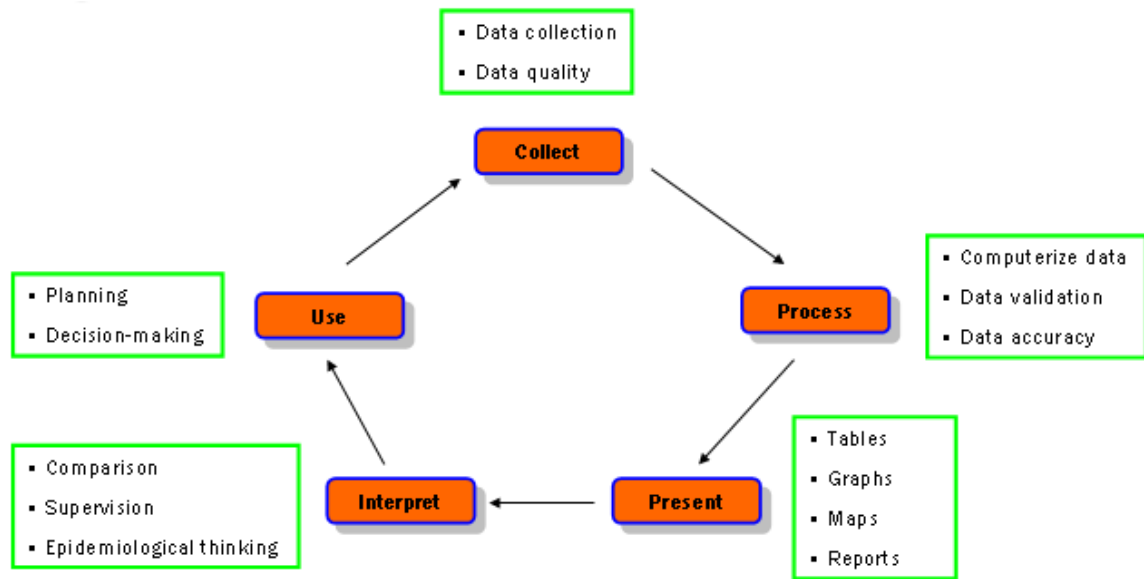 ▪ Data collection
▪ Data quality
Collect
▪ Computerize data
▪ Data validation
▪ Data accuracy
Process
▪ Planning
▪ Decision-making
Use
▪ Tables
▪ Graphs
▪ Maps
▪ Reports
Present
Interpret
▪ Comparison
▪ Supervision
▪ Epidemiological thinking